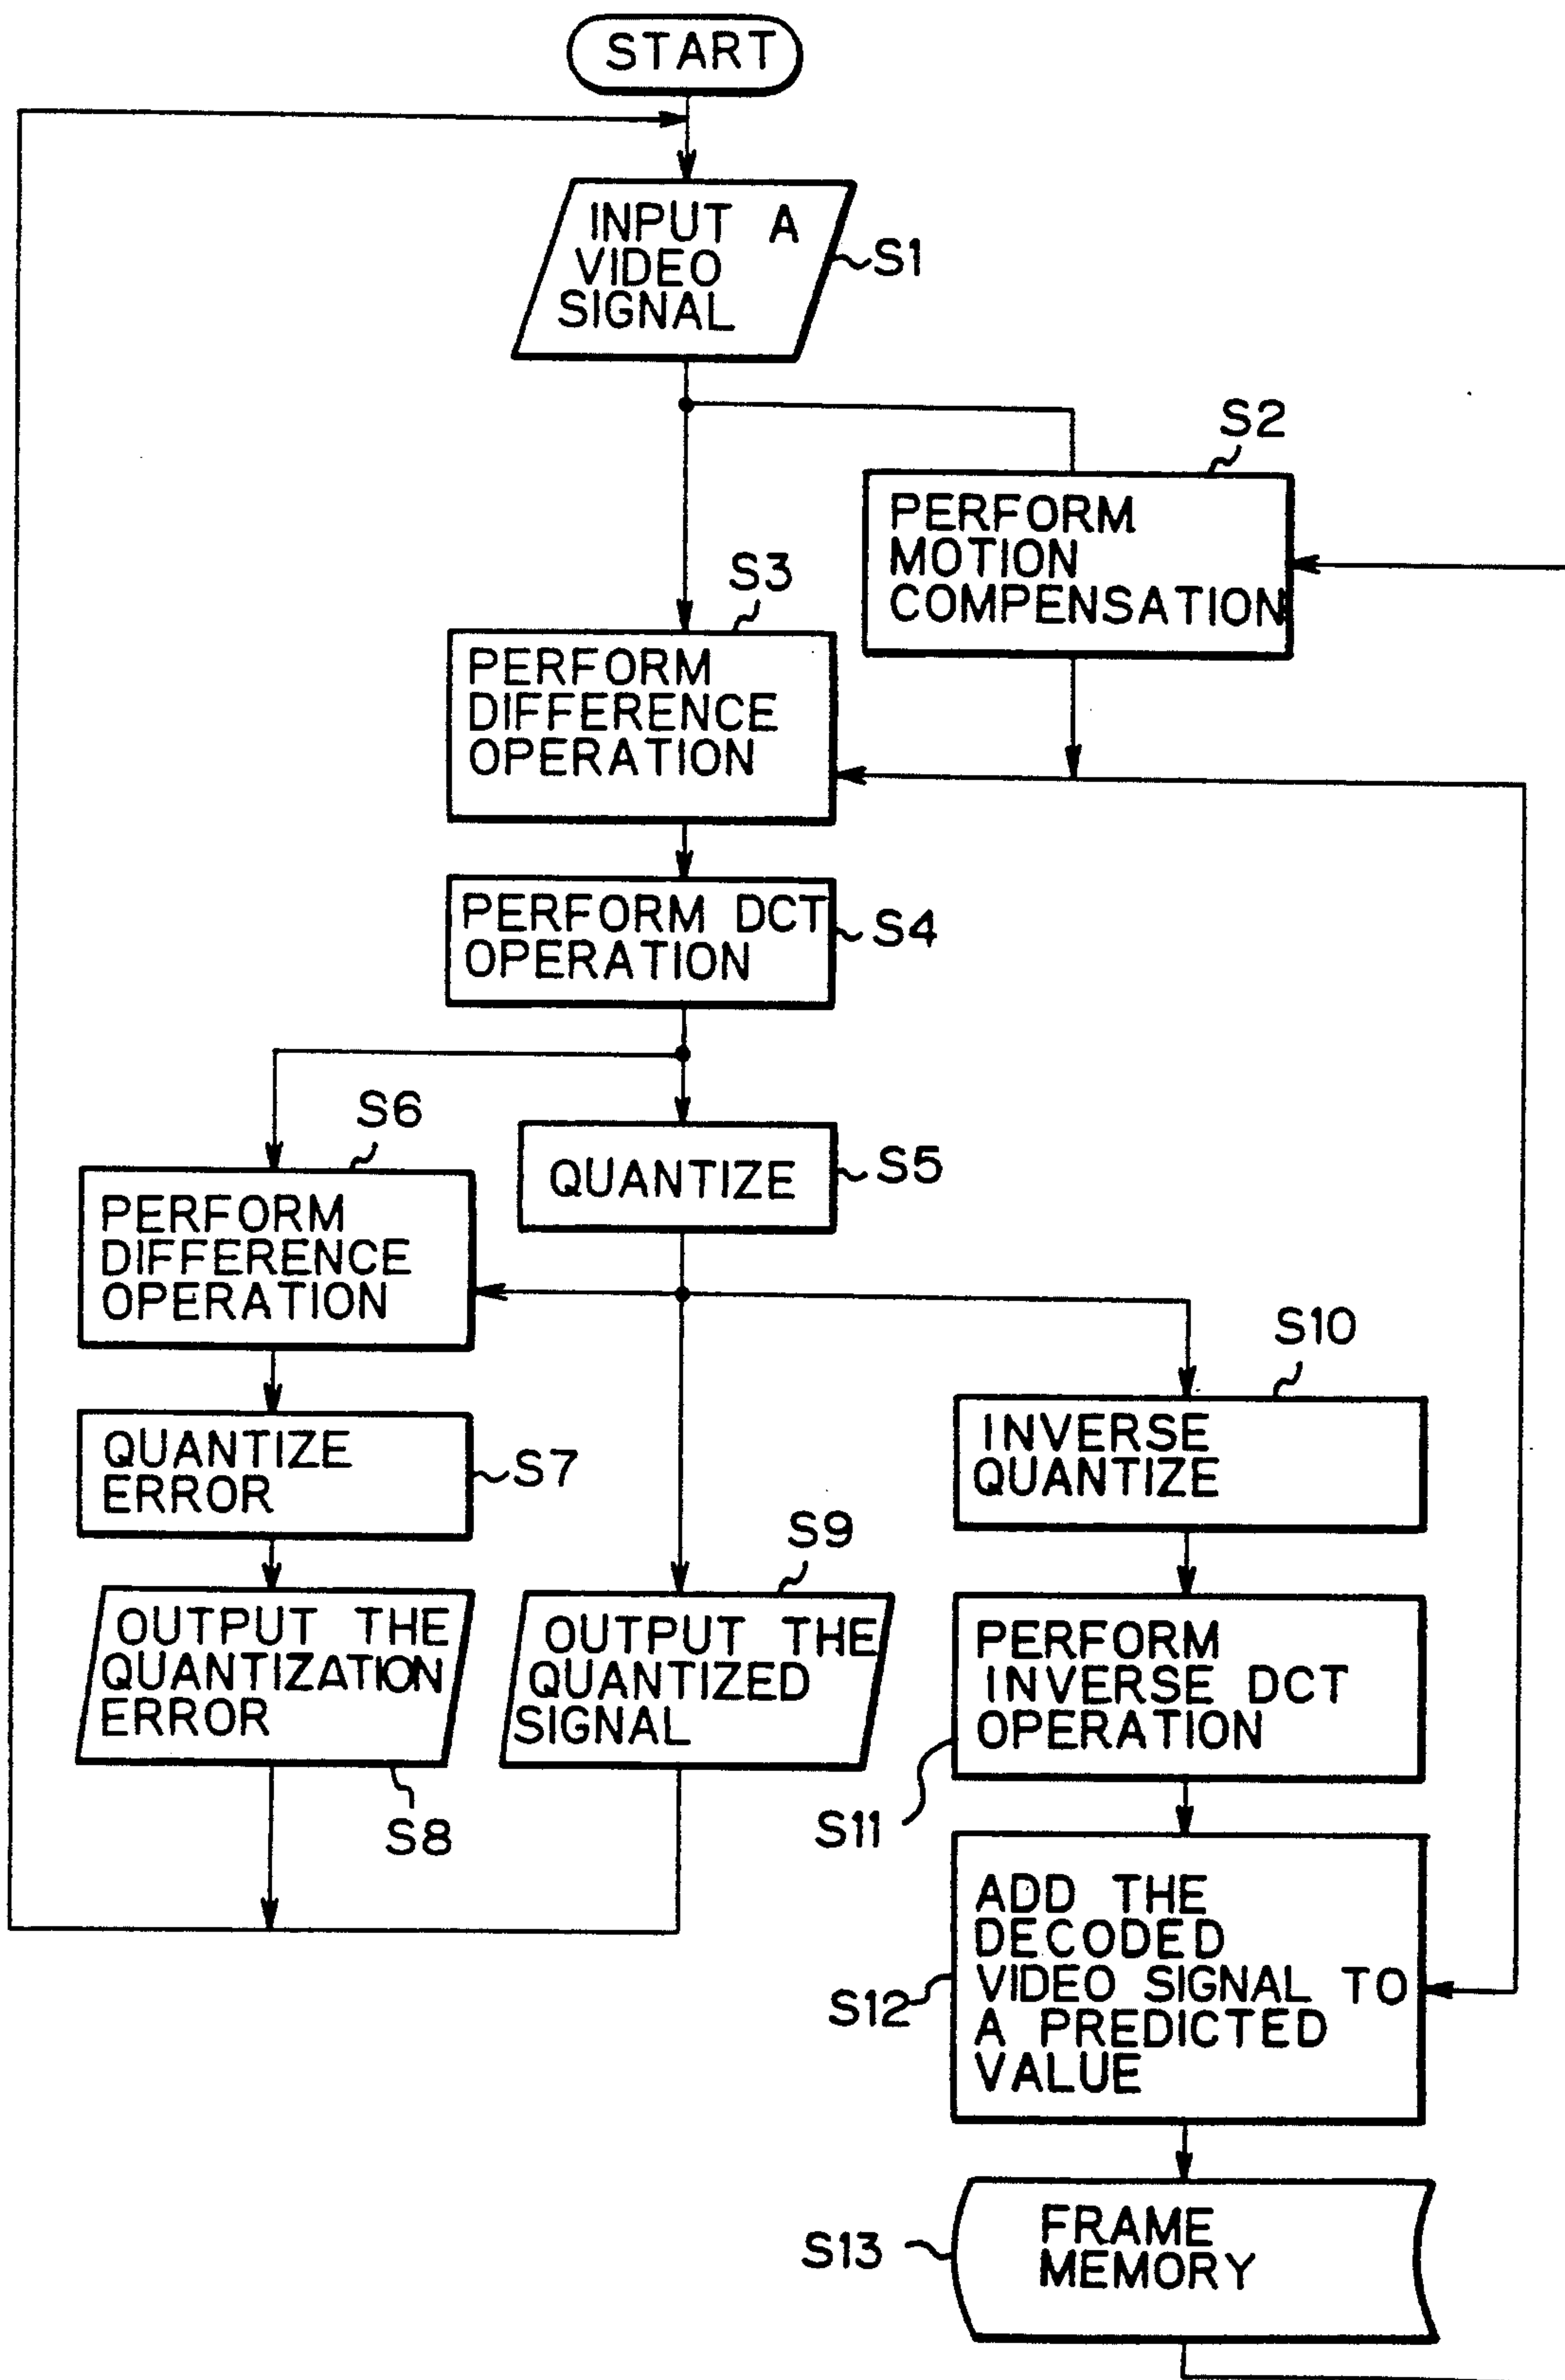 START
INPUT A
VIDEO
SIGNAL
S1
S2
PERFORM
MOTION
COMPENSATION
S3
PERFORM
DIFFERENCE
OPERATION
PERFORM DCT
OPERATION
S4
S6
PERFORM
DIFFERENCE
OPERATION
QUANTIZE
S5
S10
INVERSE
QUANTIZE
QUANTIZE
ERROR
S7
S9
OUTPUT THE
QUANTIZATION
ERROR
S8
OUTPUT THE
QUANTIZED
SIGNAL
PERFORM
INVERSE DCT
OPERATION
S11
ADD THE
DECODED
VIDEO SIGNAL TO
A PREDICTED
VALUE
S12
FRAME
MEMORY
S13